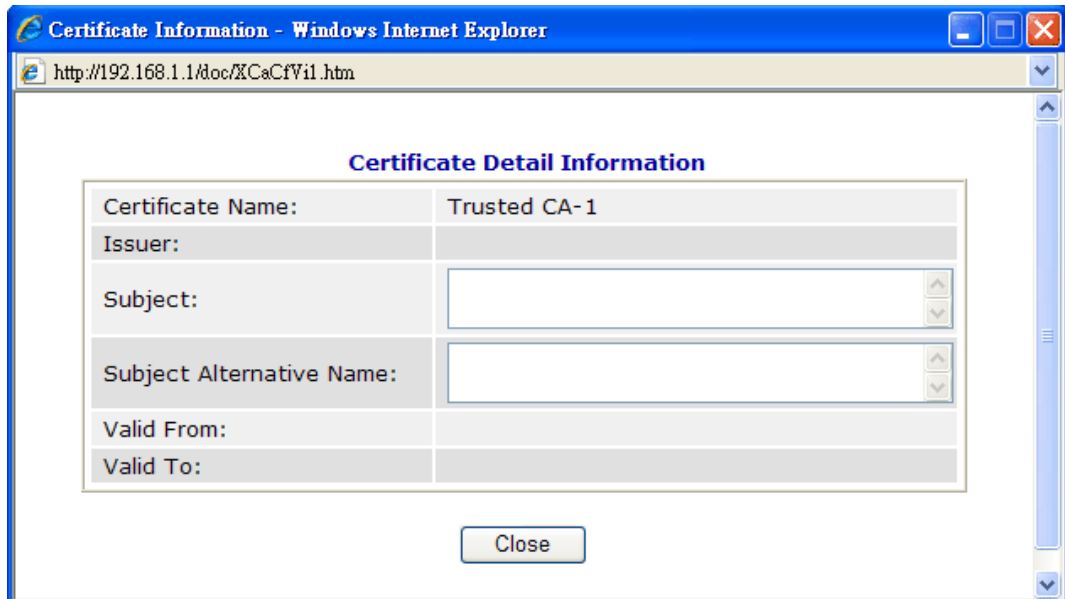 Certificate Information - Windows Internet Explorer
http://192.168.1.1/doc/XCaCfVi1.htm
Certificate Detail Information
Certificate Name: Trusted CA-1
Issuer:
Subject:
Subject Alternative Name:
Valid From:
Valid To:
Close